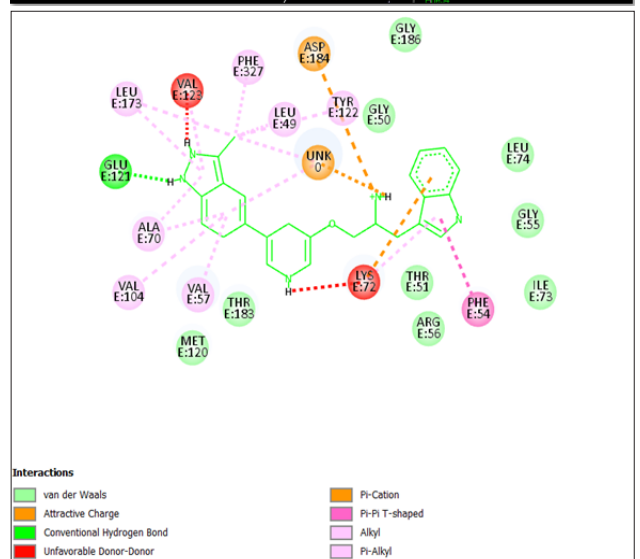 GLY
E:186
ASP
E:184
PHE
E:327
VAL
E:123
LEU
E:173
TYR
E:122
LEU
E:49
GLY
E:50
UNK
0
LEU
74
GLU
E:121
H
N
N
H
N
H
+
GLY
E:55
N
ALA
E:70
O
LYS
E:72
THR
E:51
ILE
E:73
VAL
E:104
VAL
E:57
N
H
PHE
E:54
THR
E:183
ARG
E:56
MET
E:120
Interactions
van der Waals
Attractive Charge
Conventional Hydrogen Bond
Unfavorable Donor-Donor
Pi-Cation
Pi-Pi T-shaped
Alkyl
Pi-Alkyl